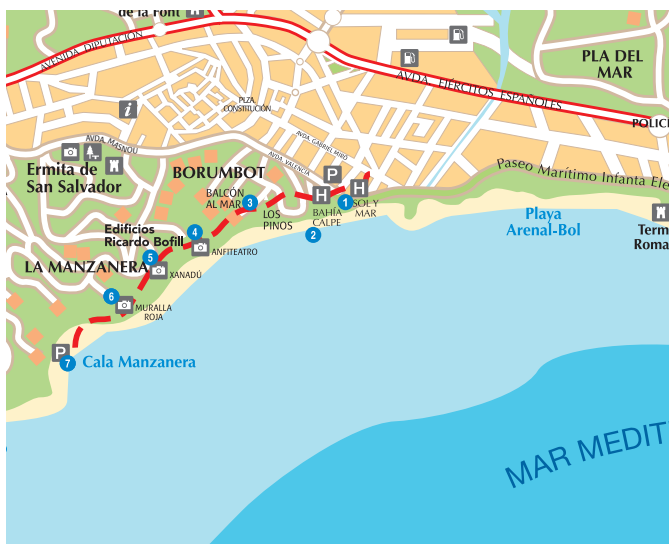 de la Font
H
AVENIDA DIPUTACIÓN
PLA DEL
MAR
AVDA. EJÉRCITOS ESPAÑOLES
PLZA.
CONSTITUCIÓN
i
POLICI
AVDA. MASNOU
AVDA. GABRIEL MIRÓ
AVDA. VALENCIA
Ermita de
San Salvador
BORUMBOT
P
H
H
Paseo Marítimo Infanta Ele
BALCÓN
AL MAR
3
LOS
PINOS
BAHÍA
CALPE
1
SOL Y
MAR
2
Playa
Arenal-Bol
Term
Roma
Edificios
Ricardo Bofill
4
ANFITEATRO
LA MANZANERA
5
XANADÚ
6
MURALLA
ROJA
P
7
Cala Manzanera
MAR MEDIT